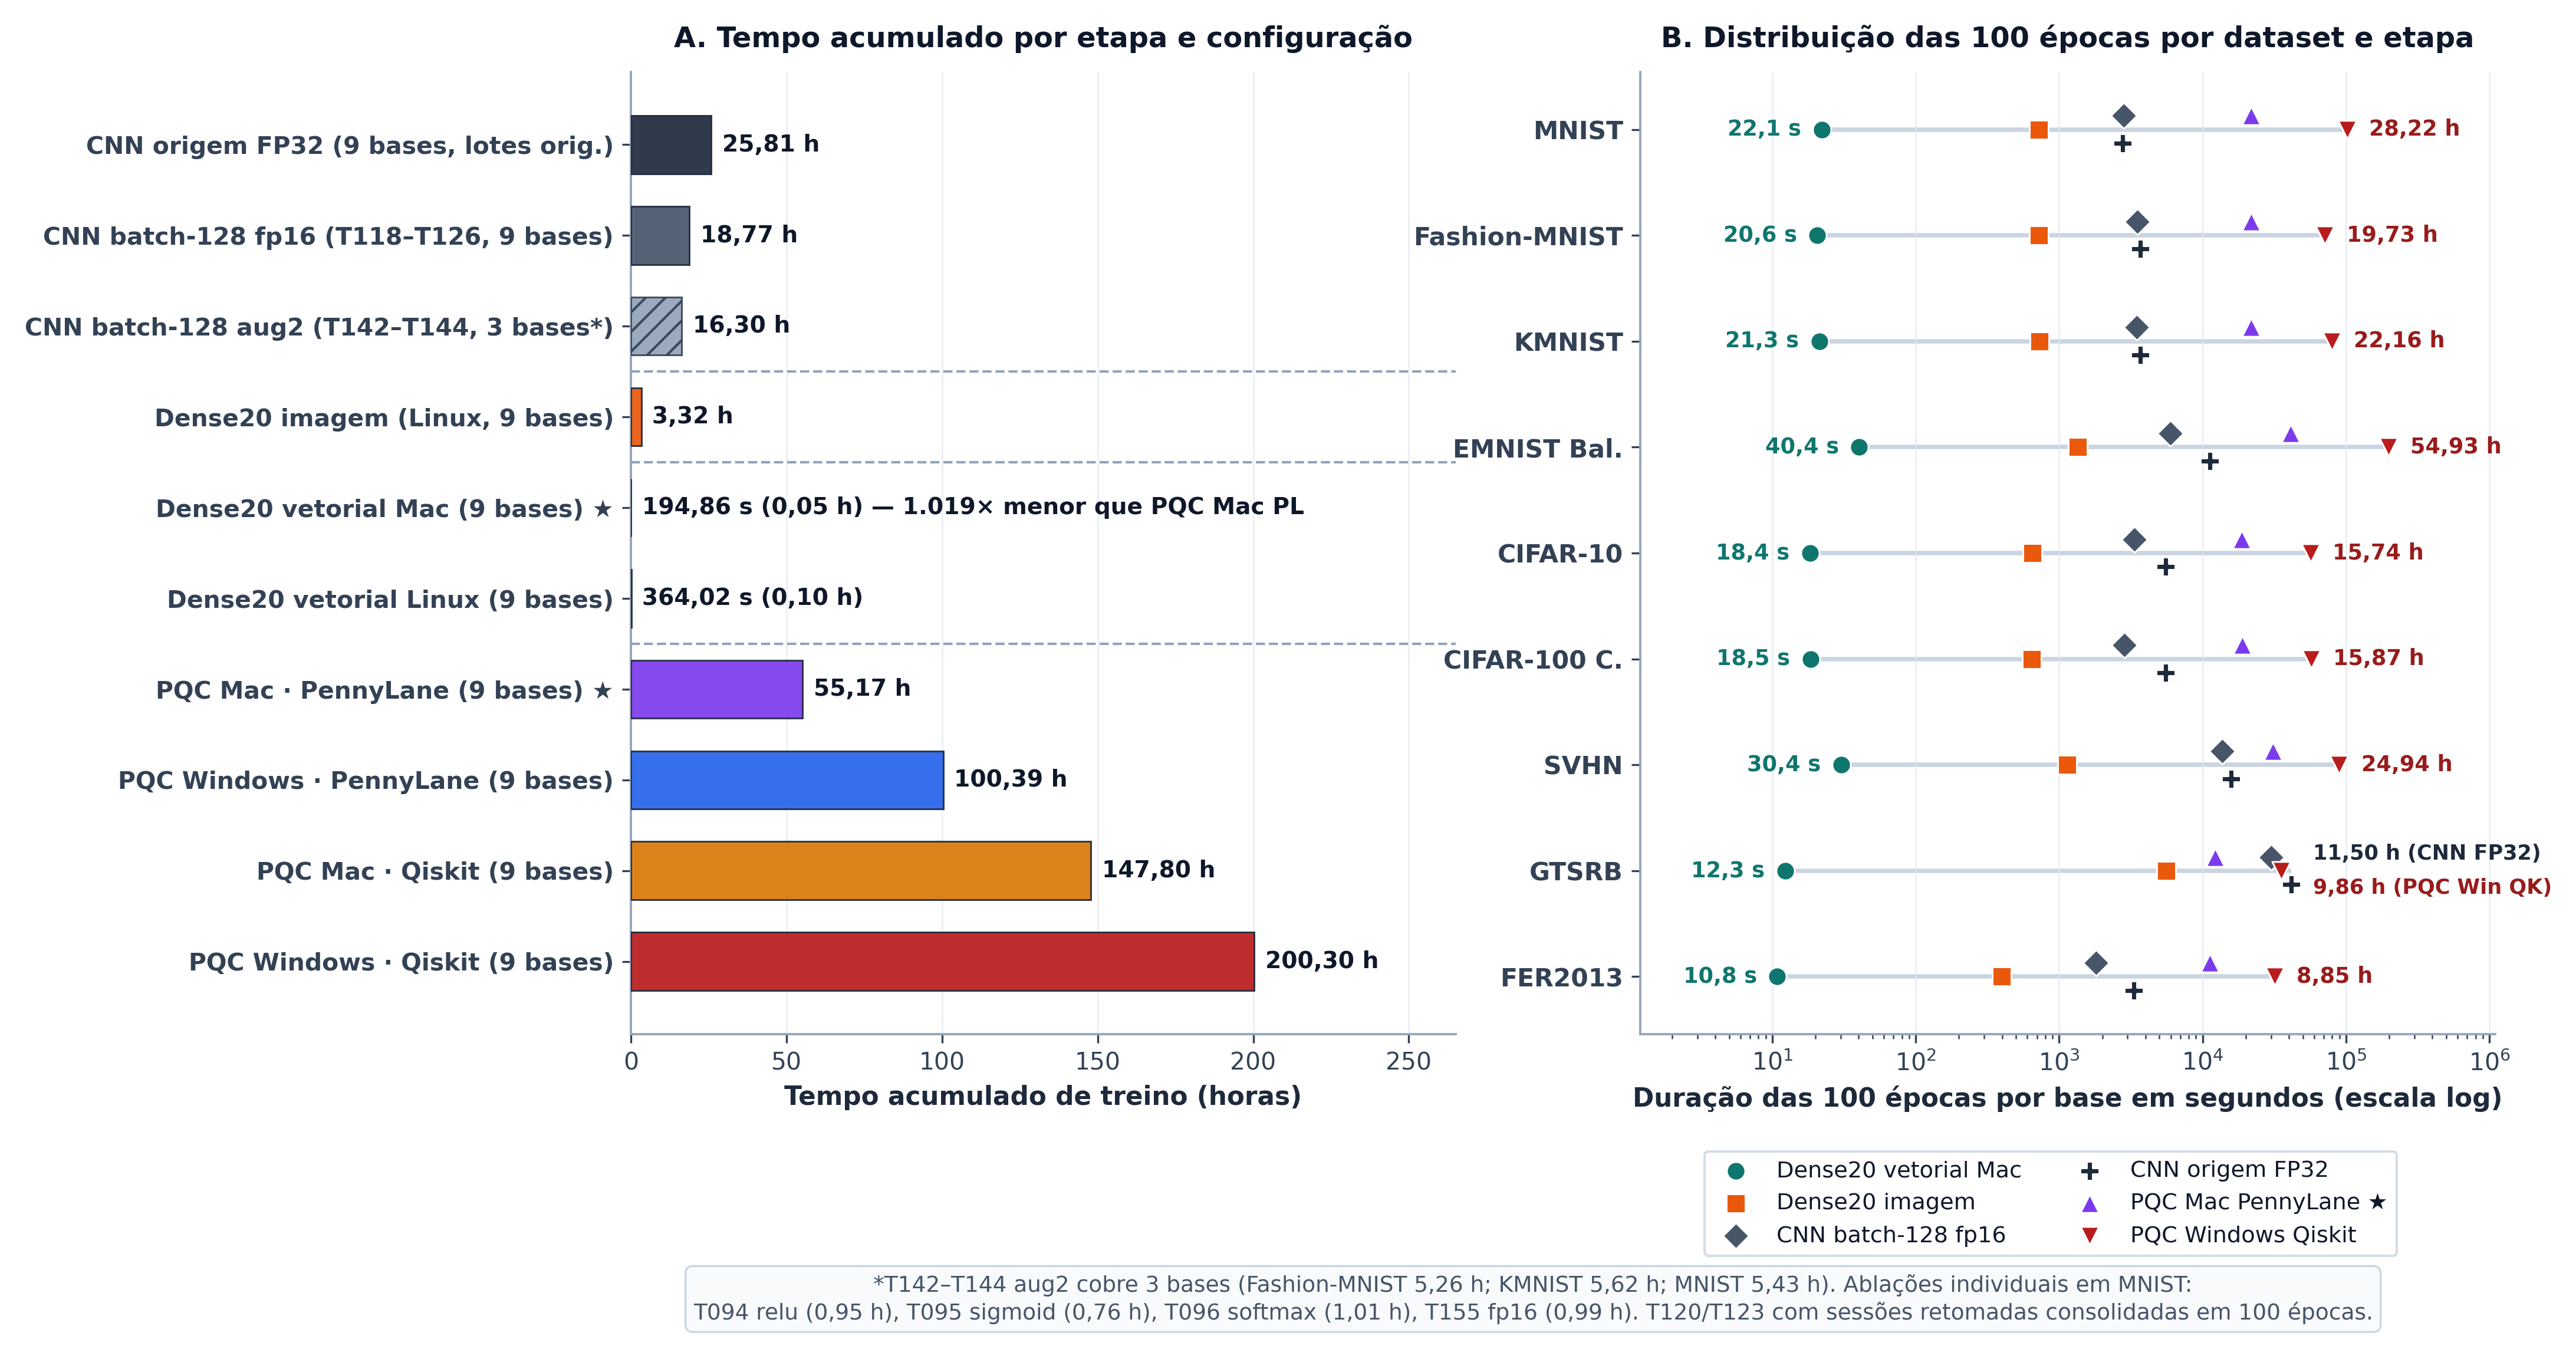 A. Tempo acumulado por etapa e configuração
CNN origem FP32 (9 bases, lotes orig.)
25,81 h
CNN batch-128 fp16 (T118–T126, 9 bases)
18,77 h
CNN batch-128 aug2 (T142–T144, 3 bases*)
16,30 h
Dense20 imagem (Linux, 9 bases)
3,32 h
Dense20 vetorial Mac (9 bases) ★
194,86 s (0,05 h) — 1.019× menor que PQC Mac PL
Dense20 vetorial Linux (9 bases)
364,02 s (0,10 h)
PQC Mac · PennyLane (9 bases) ★
55,17 h
PQC Windows · PennyLane (9 bases)
100,39 h
PQC Mac · Qiskit (9 bases)
147,80 h
PQC Windows · Qiskit (9 bases)
200,30 h
0 50 100 150 200 250
Tempo acumulado de treino (horas)
B. Distribuição das 100 épocas por dataset e etapa
MNIST 22,1 s 28,22 h
Fashion-MNIST 20,6 s 19,73 h
KMNIST 21,3 s 22,16 h
EMNIST Bal. 40,4 s 54,93 h
CIFAR-10 18,4 s 15,74 h
CIFAR-100 C. 18,5 s 15,87 h
SVHN 30,4 s 24,94 h
GTSRB 12,3 s
11,50 h (CNN FP32)
9,86 h (PQC Win QK)
FER2013 10,8 s 8,85 h
10¹ 10² 10³ 10⁴ 10⁵ 10⁶
Duração das 100 épocas por base em segundos (escala log)
Dense20 vetorial Mac
Dense20 imagem
CNN batch-128 fp16
CNN origem FP32
PQC Mac PennyLane ★
PQC Windows Qiskit
*T142–T144 aug2 cobre 3 bases (Fashion-MNIST 5,26 h; KMNIST 5,62 h; MNIST 5,43 h). Ablações individuais em MNIST:
T094 relu (0,95 h), T095 sigmoid (0,76 h), T096 softmax (1,01 h), T155 fp16 (0,99 h). T120/T123 com sessões retomadas consolidadas em 100 épocas.